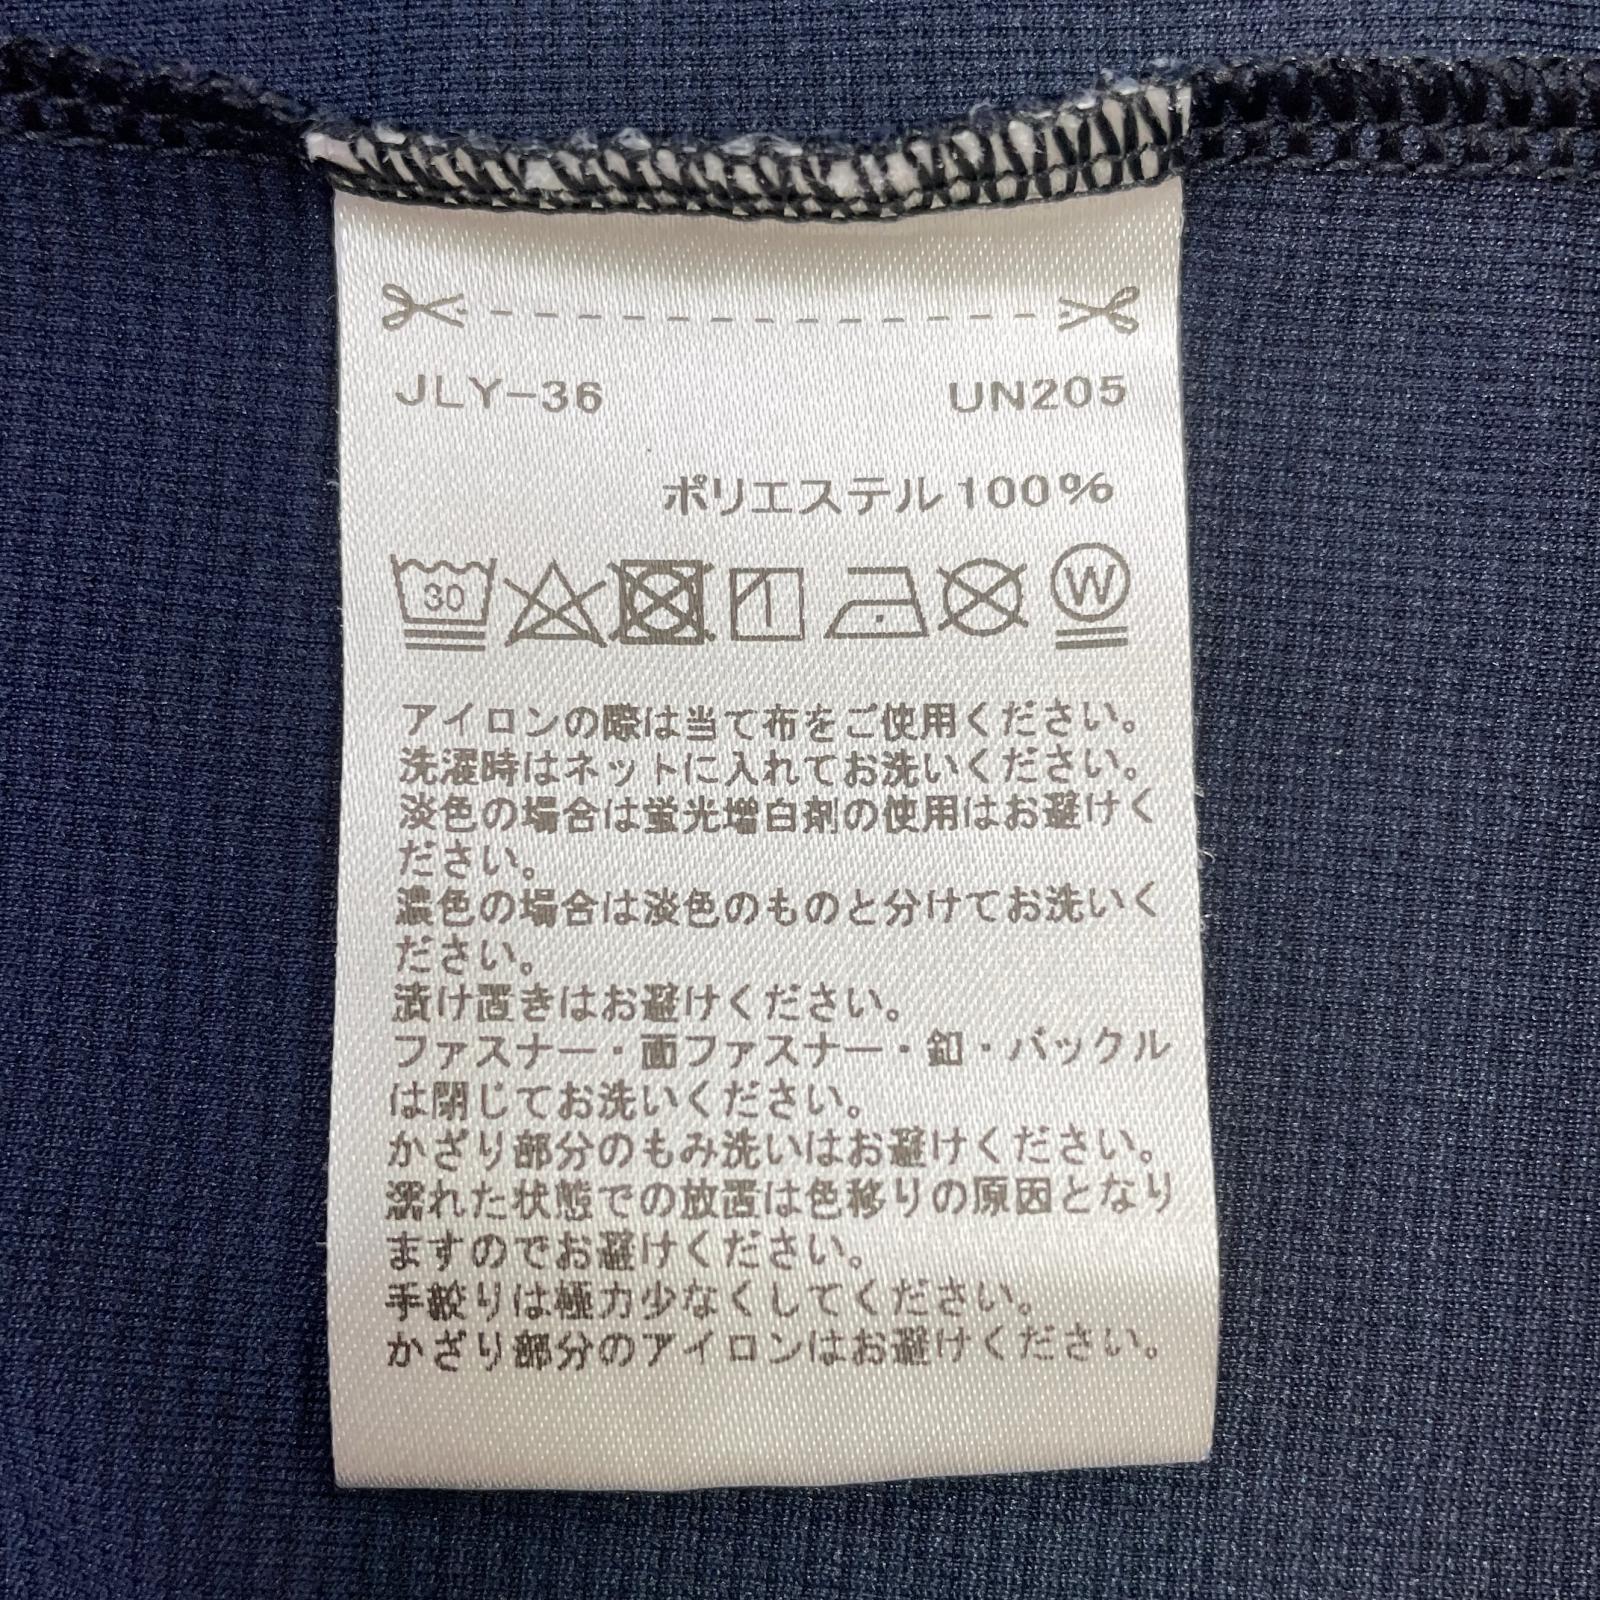 JLY-36 UN205
ポリエステル100%
30 W
アイロンの際は当て布をご使用ください。
洗濯時はネットに入れてお洗いください。
淡色の場合は蛍光増白剤の使用はお避けく
ださい。
濃色の場合は淡色のものと分けてお洗いく
ださい。
漬け置きはお避けください。
ファスナー・面ファスナー・釦・バックル
は閉じてお洗いください。
かざり部分のもみ洗いはお避けください。
濡れた状態での放置は色移りの原因となり
ますのでお避けください。
手絞りは極力少なくしてください。
かざり部分のアイロンはお避けください。